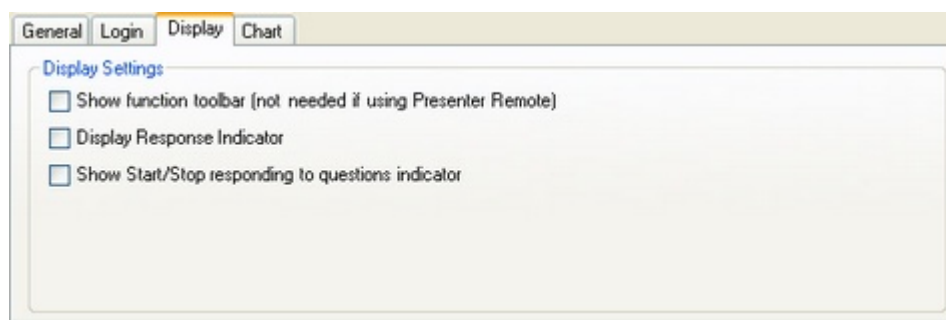 General Login Display Chart
Display Settings
Show function toolbar (not needed if using Presenter Remote)
Display Response Indicator
Show Start/Stop responding to questions indicator